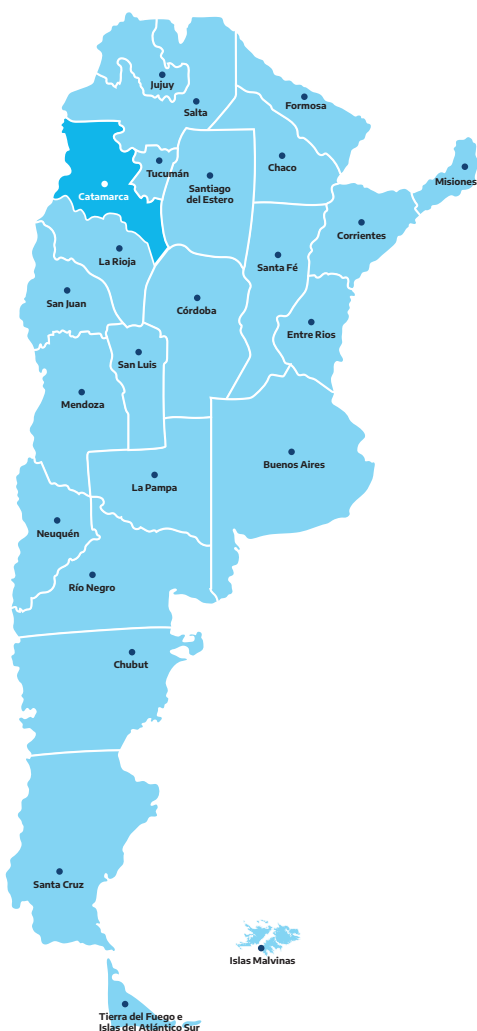 Jujuy
Formosa
Salta
Chaco
Tucumán
Misiones
Santiago
del Estero
Catamarca
Corrientes
La Rioja
Santa Fé
San Juan
Córdoba
Entre Rios
San Luis
Mendoza
Buenos Aires
La Pampa
Neuquén
Río Negro
Chubut
Santa Cruz
Islas Malvinas
Tierra del Fuego e
Islas del Atlántico Sur